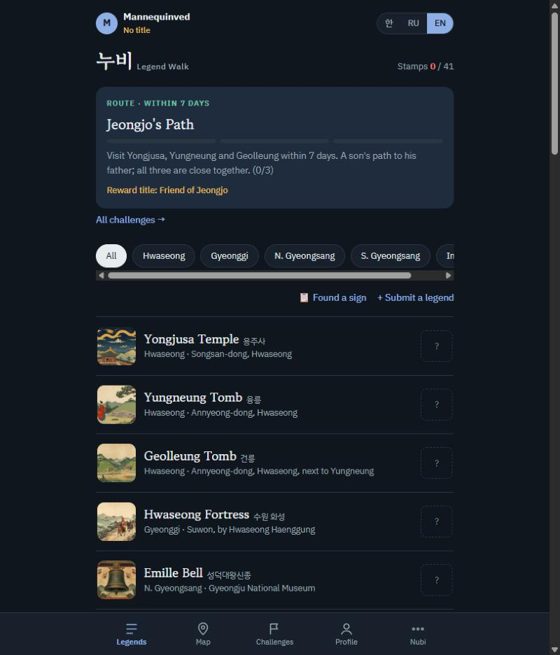 M
Mannequinved
No title
한 RU EN
누비 Legend Walk
Stamps 0 / 41
ROUTE · WITHIN 7 DAYS
Jeongjo's Path
Visit Yongjusa, Yungneung and Geolleung within 7 days. A son's path to his
father; all three are close together. (0/3)
Reward title: Friend of Jeongjo
All challenges →
All Hwaseong Gyeonggi N. Gyeongsang S. Gyeongsang
📋 Found a sign + Submit a legend
Yongjusa Temple 용주사
Hwaseong · Songsan-dong, Hwaseong
?
Yungneung Tomb 융릉
Hwaseong · Annyeong-dong, Hwaseong
?
Geolleung Tomb 건릉
Hwaseong · Annyeong-dong, Hwaseong, next to Yungneung
?
Hwaseong Fortress 수원 화성
Gyeonggi · Suwon, by Hwaseong Haenggung
?
Emille Bell 성덕대왕신종
N. Gyeongsang · Gyeongju National Museum
?
Legends Map Challenges Profile Nubi